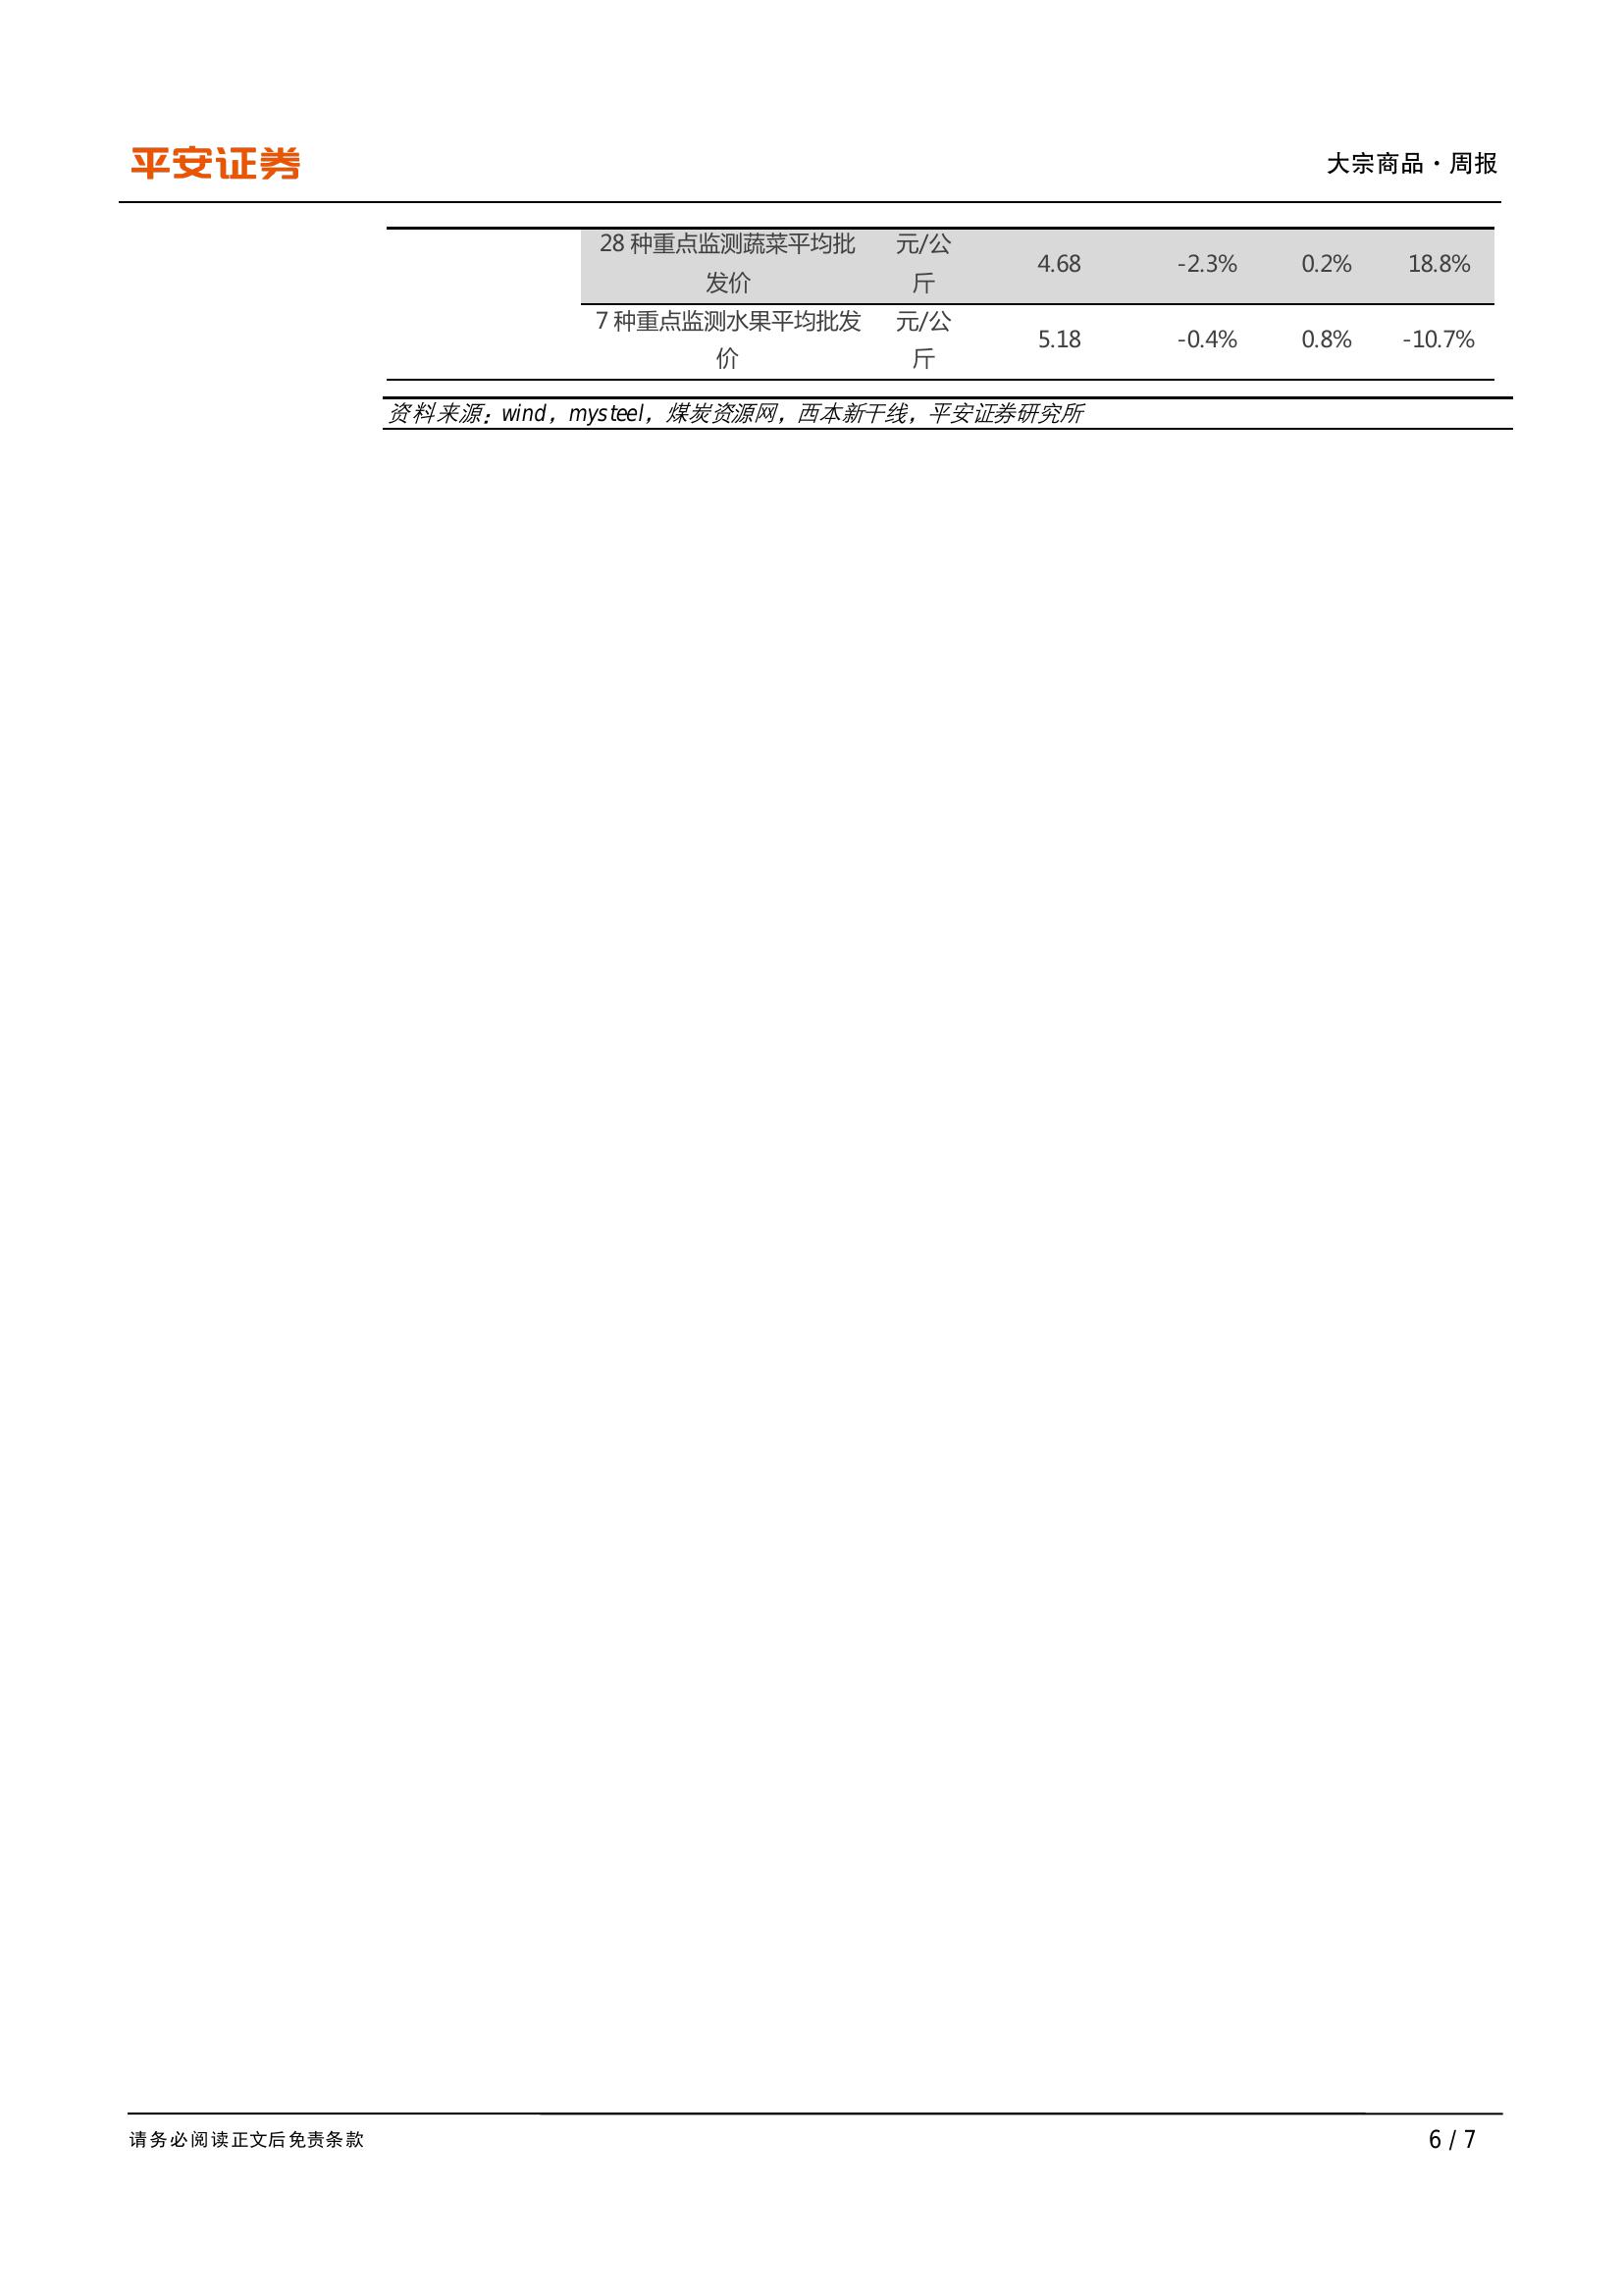 平安证券
大宗商品·周报
28 种重点监测蔬菜平均批
发价
元/公
斤
4.68
-2.3%
0.2%
18.8%
7 种重点监测水果平均批发
价
元/公
斤
5.18
-0.4%
0.8%
-10.7%
资料来源：wind，mysteel，煤炭资源网，西本新干线，平安证券研究所
请务必阅读正文后免责条款
6 / 7